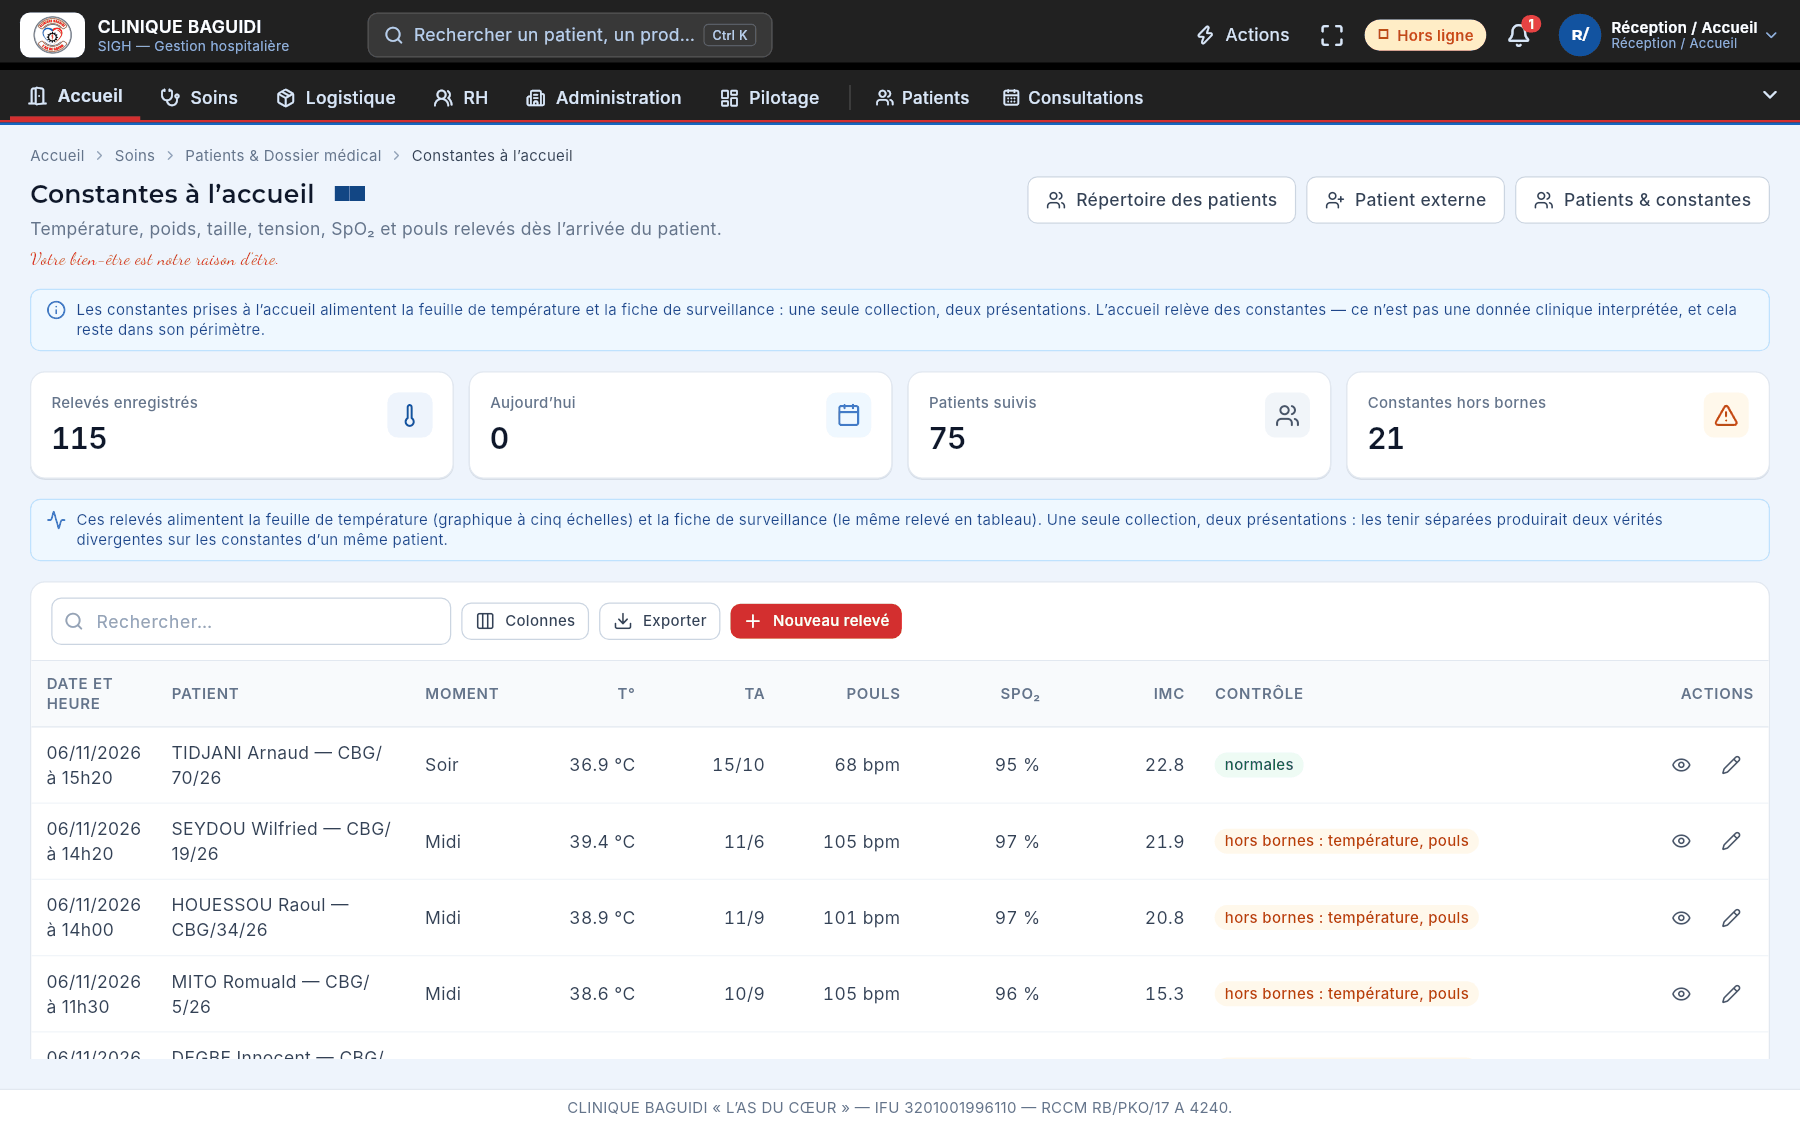 CLINIQUE BAGUIDI
SIGH — Gestion hospitalière
Rechercher un patient, un prod...
Ctrl K
Actions
Hors ligne
1
R/
Réception / Accueil
Réception / Accueil
Accueil
Soins
Logistique
RH
Administration
Pilotage
Patients
Consultations
Accueil > Soins > Patients & Dossier médical > Constantes à l’accueil
Constantes à l’accueil
Température, poids, taille, tension, SpO₂ et pouls relevés dès l’arrivée du patient.
Votre bien-être est notre raison d'être.
Répertoire des patients
Patient externe
Patients & constantes
Les constantes prises à l’accueil alimentent la feuille de température et la fiche de surveillance : une seule collection, deux présentations. L’accueil relève des constantes — ce n’est pas une donnée clinique interprétée, et cela
reste dans son périmètre.
Relevés enregistrés
115
Aujourd’hui
0
Patients suivis
75
Constantes hors bornes
21
Ces relevés alimentent la feuille de température (graphique à cinq échelles) et la fiche de surveillance (le même relevé en tableau). Une seule collection, deux présentations : les tenir séparées produirait deux vérités
divergentes sur les constantes d’un même patient.
Rechercher...
Colonnes
Exporter
Nouveau relevé
DATE ET HEURE PATIENT MOMENT T° TA POULS SPO₂ IMC CONTRÔLE ACTIONS
06/11/2026 TIDJANI Arnaud — CBG/
à 15h20 70/26 Soir 36.9 °C 15/10 68 bpm 95 % 22.8 normales
06/11/2026 SEYDOU Wilfried — CBG/
à 14h20 19/26 Midi 39.4 °C 11/6 105 bpm 97 % 21.9 hors bornes : température, pouls
06/11/2026 HOUESSOU Raoul —
à 14h00 CBG/34/26 Midi 38.9 °C 11/9 101 bpm 97 % 20.8 hors bornes : température, pouls
06/11/2026 MITO Romuald — CBG/
à 11h30 5/26 Midi 38.6 °C 10/9 105 bpm 96 % 15.3 hors bornes : température, pouls
06/11/2026 DEGBE Innocent — CBG/
CLINIQUE BAGUIDI « L’AS DU CŒUR » — IFU 3201001996110 — RCCM RB/PKO/17 A 4240.